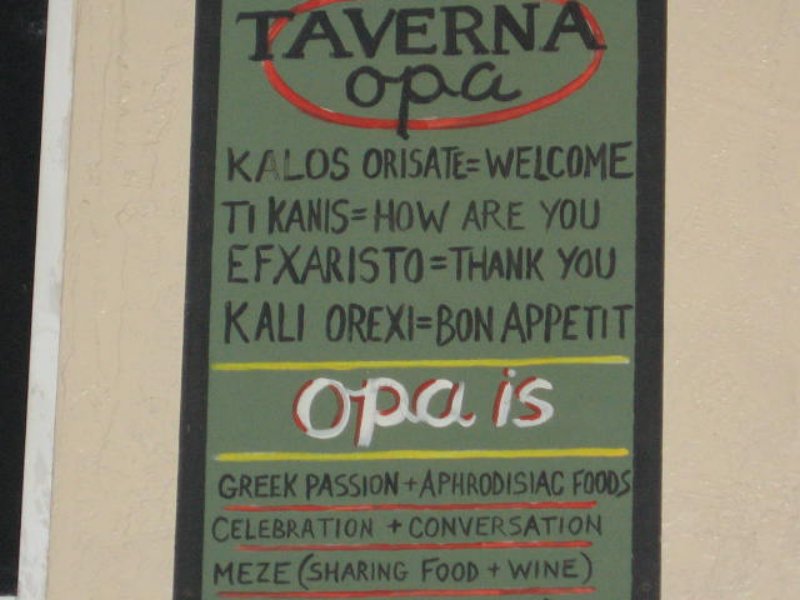 TAVERNA
opa
KALOS ORISATE=WELCOME
TI KANIS=HOW ARE YOU
EFXARISTO=THANK YOU
KALI OREXI=BON APPETIT
opa is
GREEK PASSION + APHRODISIAC FOODS
CELEBRATION + CONVERSATION
MEZE (SHARING FOOD + WINE)